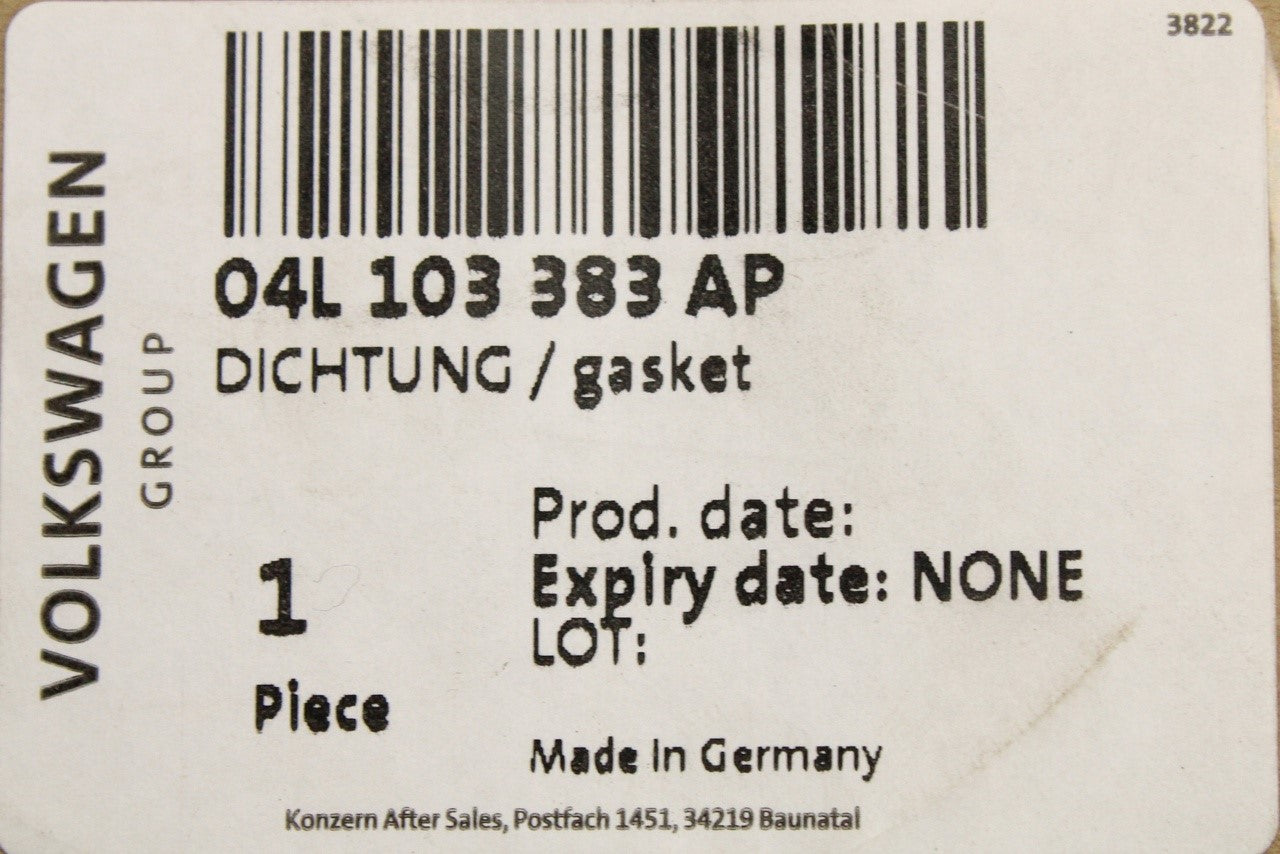 3822
VOLKSWAGEN
GROUP
04L 103 383 AP
DICHTUNG / gasket
Prod. date:
Expiry date: NONE
LOT:
1
Piece
Made In Germany
Konzern After Sales, Postfach 1451, 34219 Baunatal